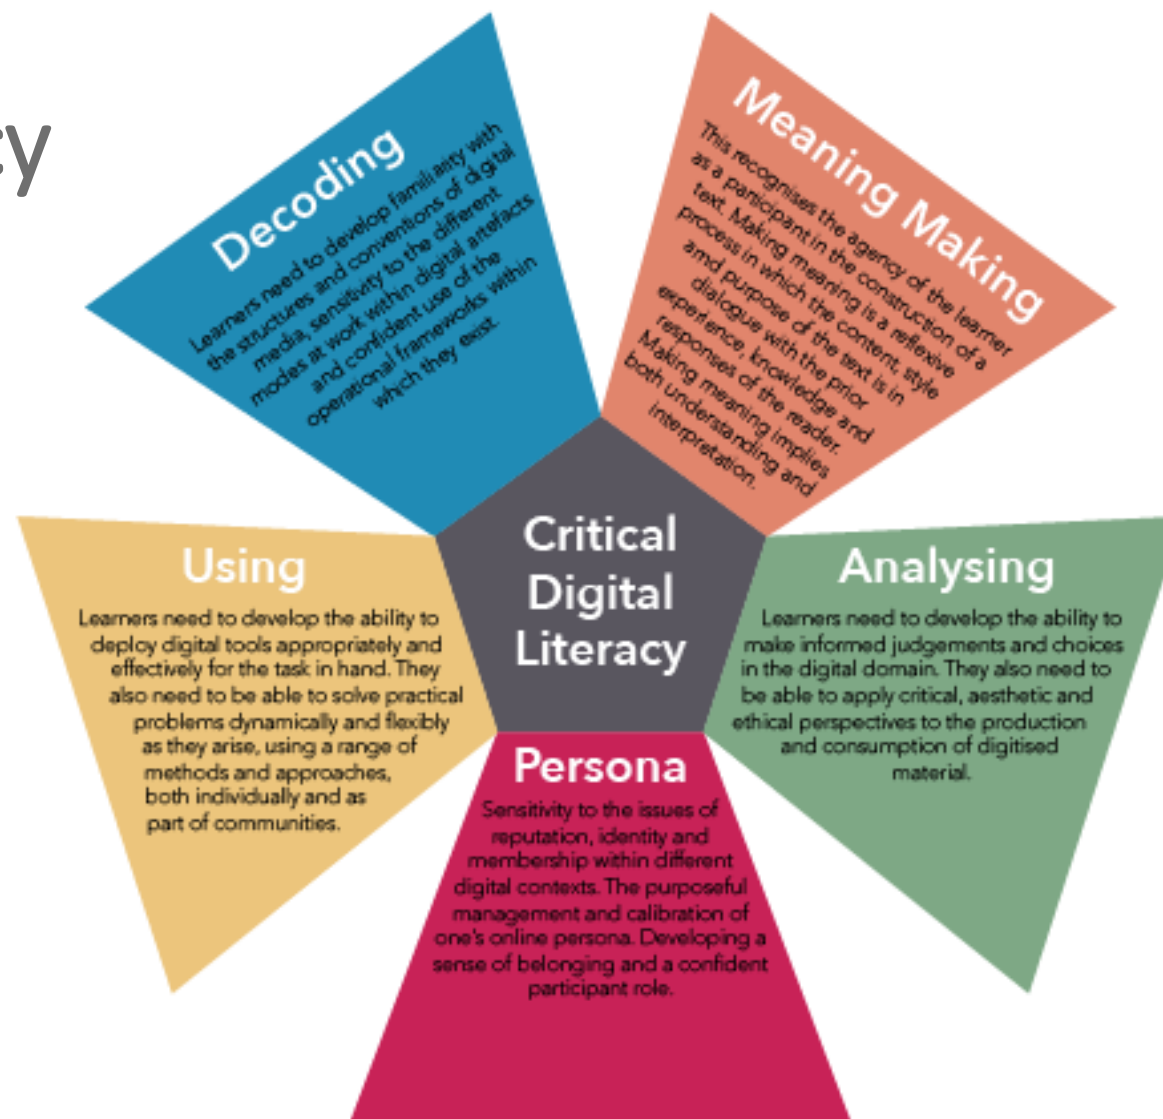 cy
Decoding
Learners need to develop familiarity with
the structures and conventions of digital
media, sensitivity to the different
modes at work within digital artefacts
and confident use of the
operational frameworks within
which they exist.
Meaning Making
This recognises the agency of the learner
as a participant in the construction of a
text. Making meaning is a reflexive
process in which the content, style
amd purpose of the text is in
dialogue with the prior
experience, knowledge and
responses of the reader.
Making meaning implies
both understanding and
interpretation.
Critical
Digital
Literacy
Using
Learners need to develop the ability to
deploy digital tools appropriately and
effectively for the task in hand. They
also need to be able to solve practical
problems dynamically and flexibly
as they arise, using a range of
methods and approaches,
both individually and as
part of communities.
Analysing
Learners need to develop the ability to
make informed judgements and choices
in the digital domain. They also need to
be able to apply critical, aesthetic and
ethical perspectives to the production
and consumption of digitised
material.
Persona
Sensitivity to the issues of
reputation, identity and
membership within different
digital contexts. The purposeful
management and calibration of
one's online persona. Developing a
sense of belonging and a confident
participant role.